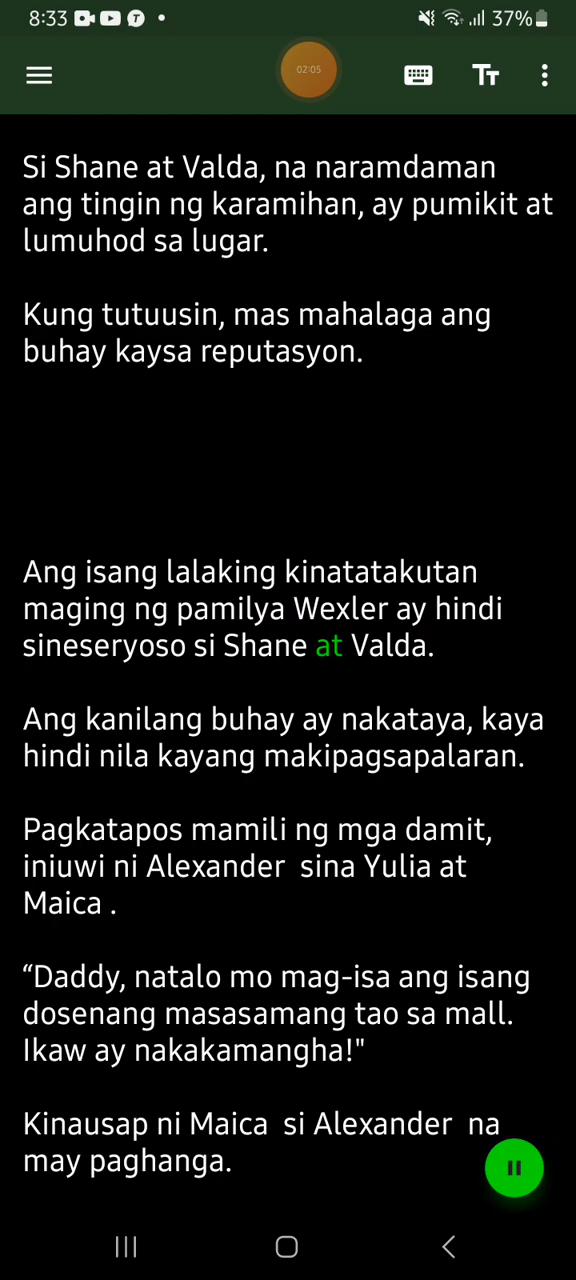 8:33
37%
02:05
Si Shane at Valda, na naramdaman
ang tingin ng karamihan, ay pumikit at
lumuhod sa lugar.
Kung tutuusin, mas mahalaga ang
buhay kaysa reputasyon.
Ang isang lalaking kinatatakutan
maging ng pamilya Wexler ay hindi
sineseryoso si Shane at Valda.
Ang kanilang buhay ay nakataya, kaya
hindi nila kayang makipagsapalaran.
Pagkatapos mamili ng mga damit,
iniuwi ni Alexander  sina Yulia at
Maica .
“Daddy, natalo mo mag-isa ang isang
dosenang masasamang tao sa mall.
Ikaw ay nakakamangha!"
Kinausap ni Maica  si Alexander  na
may paghanga.